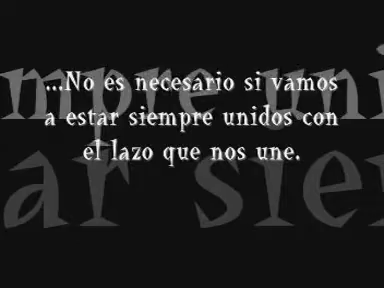 ...No es necesario si vamos
a estar siempre unidos con
el lazo que nos une.